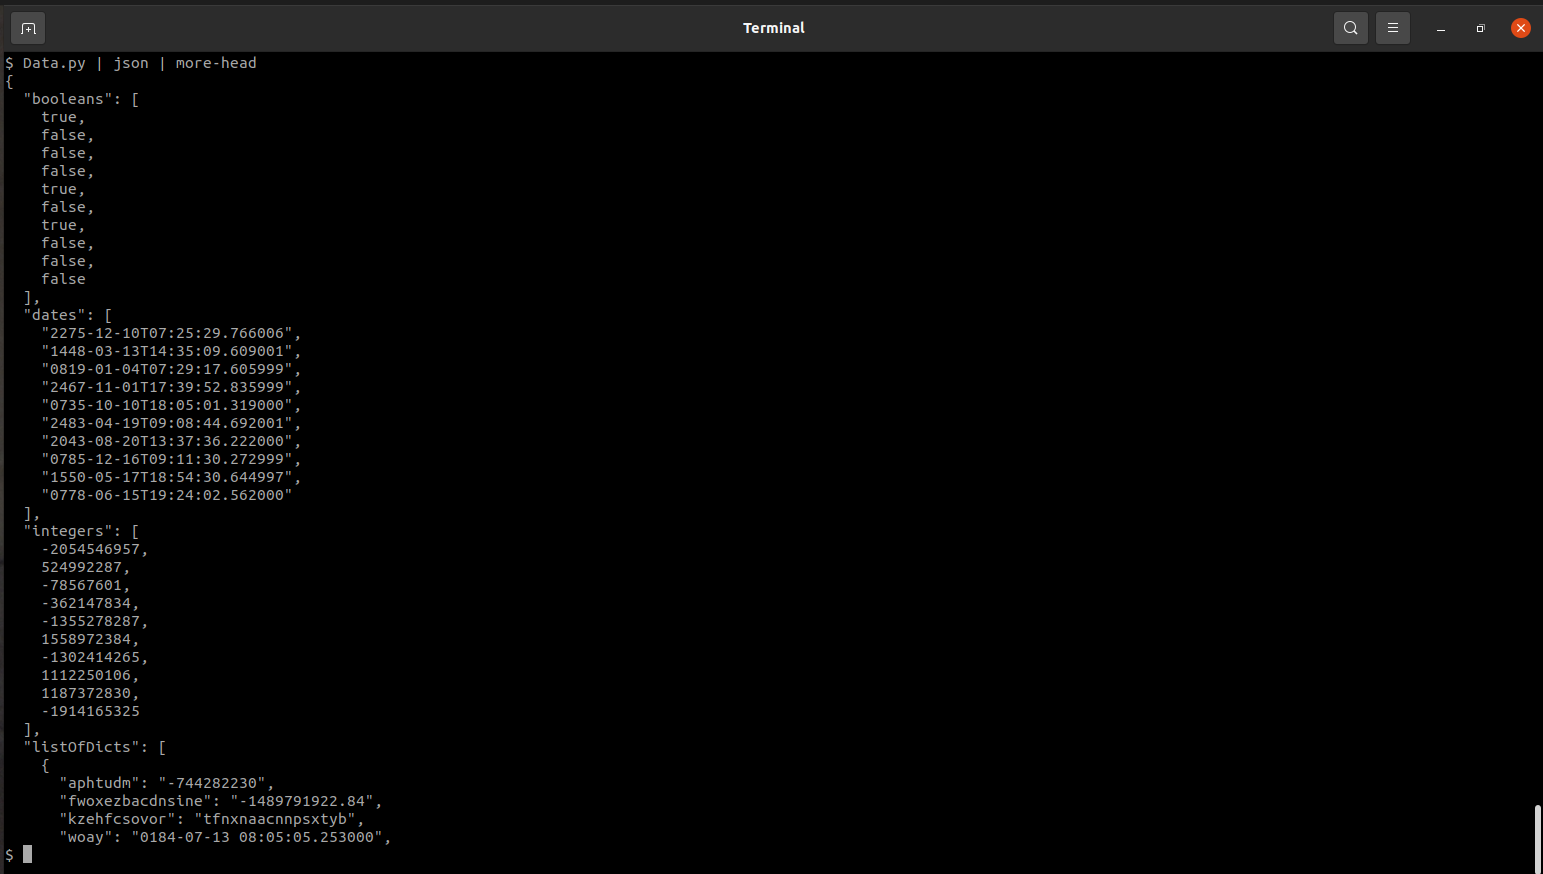 Terminal
$ Data.py | json | more-head
{
  "booleans": [
    true,
    false,
    false,
    false,
    true,
    false,
    true,
    false,
    false,
    false
  ],
  "dates": [
    "2275-12-10T07:25:29.766006",
    "1448-03-13T14:35:09.609001",
    "0819-01-04T07:29:17.605999",
    "2467-11-01T17:39:52.835999",
    "0735-10-10T18:05:01.319000",
    "2483-04-19T09:08:44.692001",
    "2043-08-20T13:37:36.222000",
    "0785-12-16T09:11:30.272999",
    "1550-05-17T18:54:30.644997",
    "0778-06-15T19:24:02.562000"
  ],
  "integers": [
    -2054546957,
    524992287,
    -78567601,
    -362147834,
    -1355278287,
    1558972384,
    -1302414265,
    1112250106,
    1187372830,
    -1914165325
  ],
  "listOfDicts": [
    {
      "aphtudm": "-744282230",
      "fwoxezbacdnsine": "-1489791922.84",
      "kzehfcsovor": "tfnxnaacnnpsxtyb",
      "woay": "0184-07-13 08:05:05.253000",
$